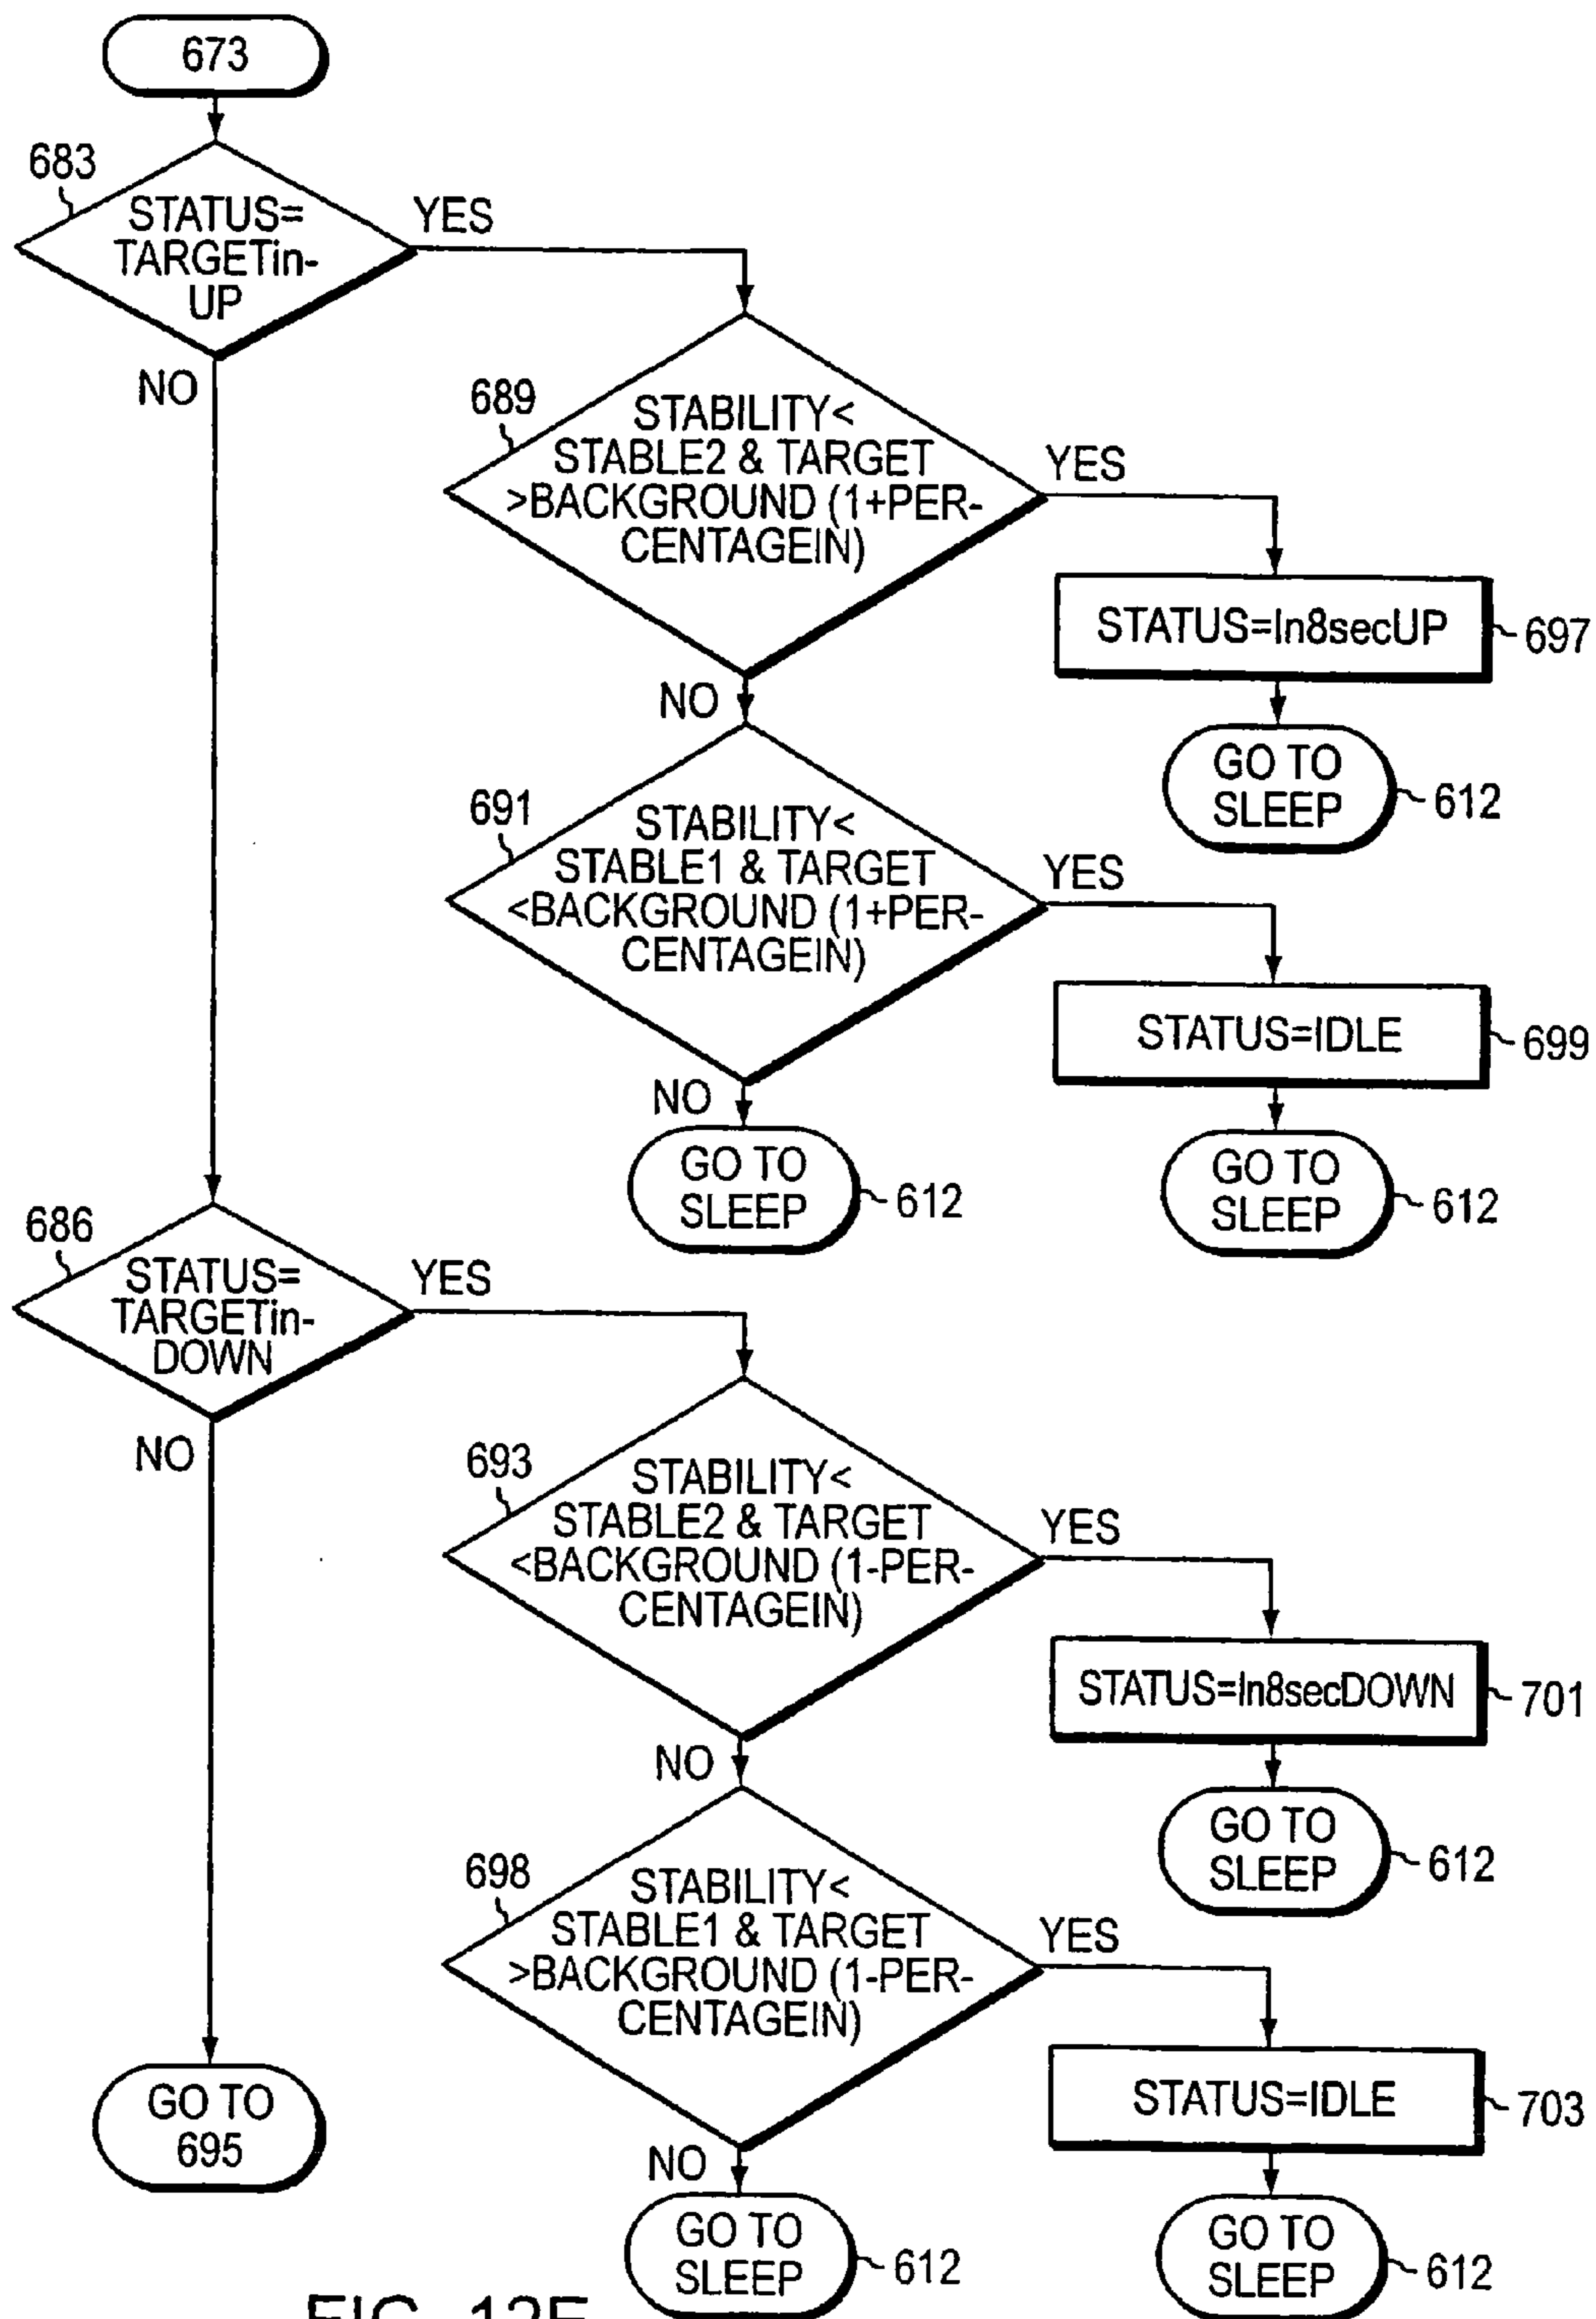 673
683
STATUS=
TARGETin-
UP
YES
NO
689
STABILITY<
STABLE2 & TARGET
>BACKGROUND (1+PER-
CENTAGEIN)
YES
STATUS=In8secUP
697
NO
GO TO
SLEEP
612
691
STABILITY<
STABLE1 & TARGET
<BACKGROUND (1+PER-
CENTAGEIN)
YES
STATUS=IDLE
699
NO
GO TO
SLEEP
612
GO TO
SLEEP
612
686
STATUS=
TARGETin-
DOWN
YES
NO
693
STABILITY<
STABLE2 & TARGET
<BACKGROUND (1-PER-
CENTAGEIN)
YES
STATUS=In8secDOWN
701
NO
GO TO
SLEEP
612
698
STABILITY<
STABLE1 & TARGET
>BACKGROUND (1-PER-
CENTAGEIN)
YES
STATUS=IDLE
703
GO TO
695
NO
GO TO
SLEEP
612
GO TO
SLEEP
612